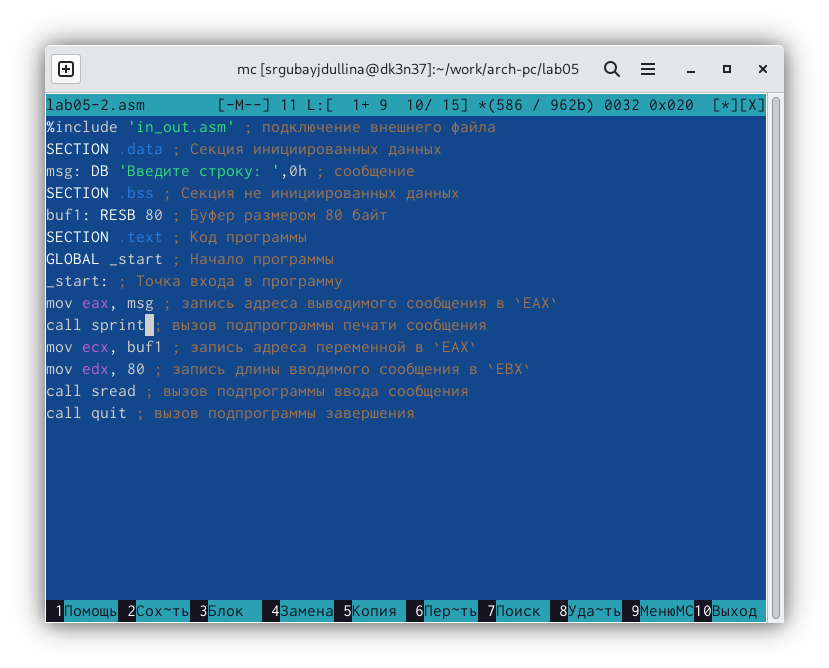 mc [srgubayjdullina@dk3n37]:~/work/arch-pc/lab05
lab05-2.asm [-M--] 11 L:[ 1+ 9 10/ 15] *(586 / 962b) 0032 0x020 [*][X]
%include 'in_out.asm' ; подключение внешнего файла
SECTION .data ; Секция инициированных данных
msg: DB 'Введите строку: ',0h ; сообщение
SECTION .bss ; Секция не инициированных данных
buf1: RESB 80 ; Буфер размером 80 байт
SECTION .text ; Код программы
GLOBAL _start ; Начало программы
_start: ; Точка входа в программу
mov eax, msg ; запись адреса выводимого сообщения в `EAX`
call sprint ; вызов подпрограммы печати сообщения
mov ecx, buf1 ; запись адреса переменной в `EAX`
mov edx, 80 ; запись длины вводимого сообщения в `EBX`
call sread ; вызов подпрограммы ввода сообщения
call quit ; вызов подпрограммы завершения
1Помощь 2Сох~ть 3Блок 4Замена 5Копия 6Пер~ть 7Поиск 8Уда~ть 9МенюMC 10Выход